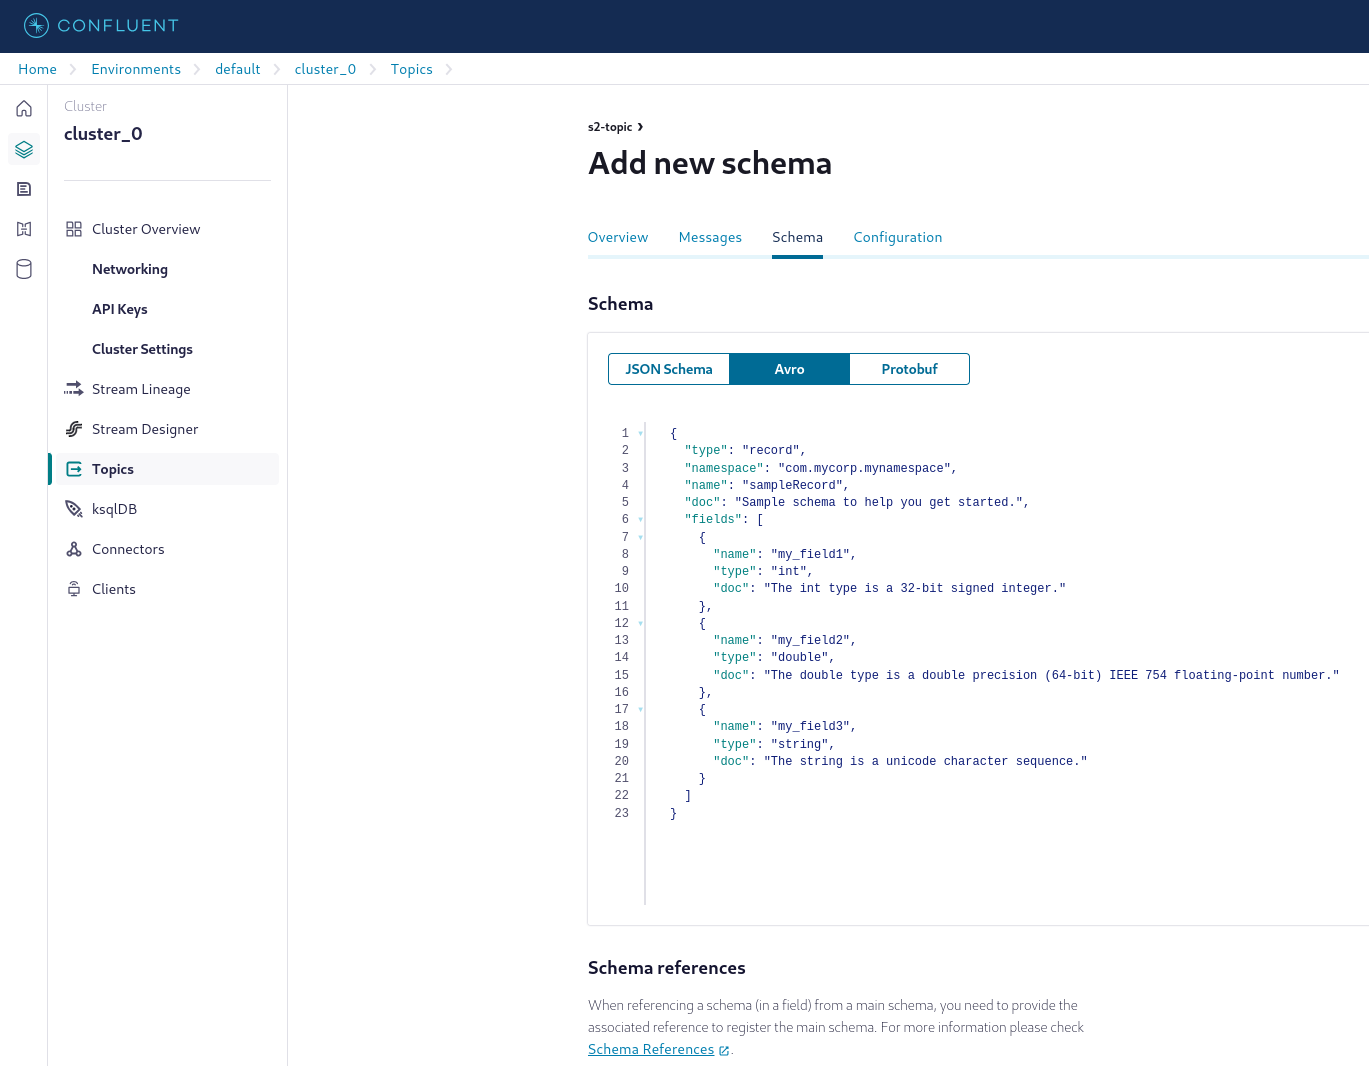 CONFLUENT
Home Environments default cluster_0 Topics
Cluster
cluster_0
Cluster Overview
Networking
API Keys
Cluster Settings
Stream Lineage
Stream Designer
Topics
ksqlDB
Connectors
Clients
s2-topic
Add new schema
Overview Messages Schema Configuration
Schema
JSON Schema Avro Protobuf
1 {
2   "type": "record",
3   "namespace": "com.mycorp.mynamespace",
4   "name": "sampleRecord",
5   "doc": "Sample schema to help you get started.",
6   "fields": [
7     {
8       "name": "my_field1",
9       "type": "int",
10       "doc": "The int type is a 32-bit signed integer."
11     },
12     {
13       "name": "my_field2",
14       "type": "double",
15       "doc": "The double type is a double precision (64-bit) IEEE 754 floating-point number."
16     },
17     {
18       "name": "my_field3",
19       "type": "string",
20       "doc": "The string is a unicode character sequence."
21     }
22   ]
23 }
Schema references
When referencing a schema (in a field) from a main schema, you need to provide the
associated reference to register the main schema. For more information please check
Schema References .